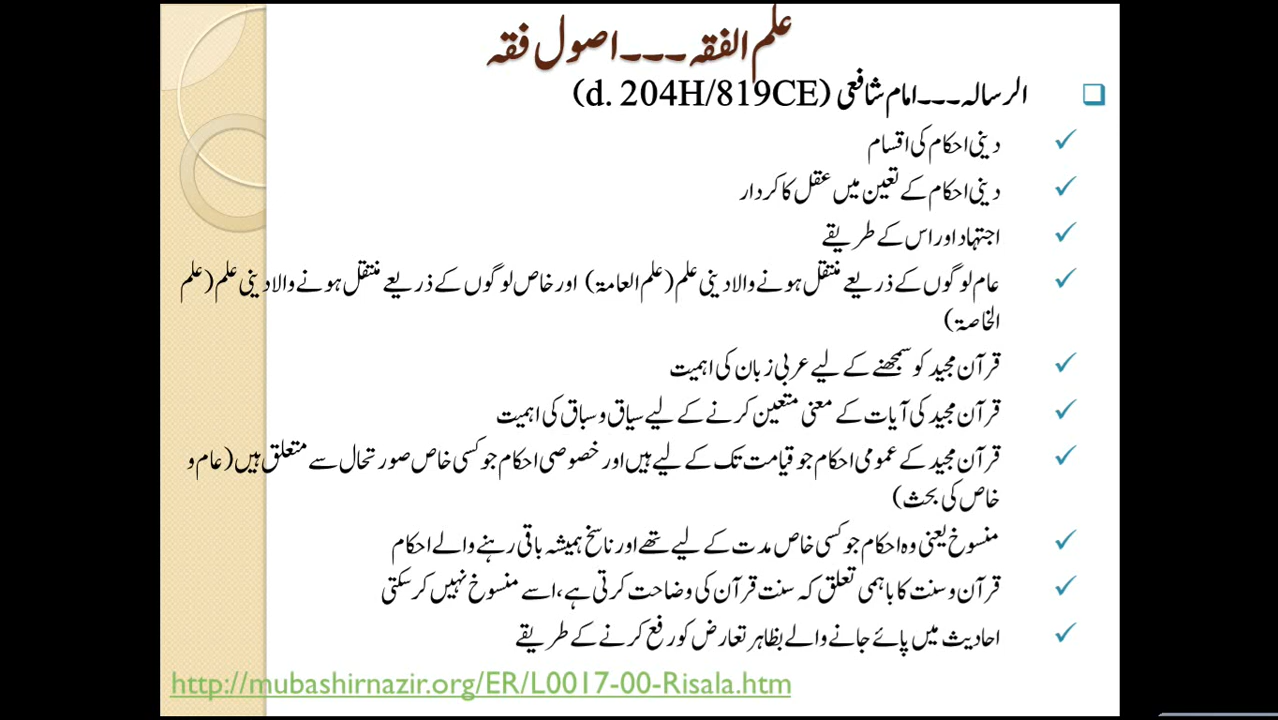 علم الفقہ۔۔۔اصول فقہ
الرسالہ۔۔۔امام شافعی (d. 204H/819CE)
دینی احکام کی اقسام
دینی احکام کے تعین میں عقل کا کردار
اجتہاد اور اس کے طریقے
عام لوگوں کے ذریعے منتقل ہونے والا دینی علم (علم العامۃ) اور خاص لوگوں کے ذریعے منتقل ہونے والا دینی علم (علم
الخاصۃ)
قرآن مجید کو سمجھنے کے لیے عربی زبان کی اہمیت
قرآن مجید کی آیات کے معنی متعین کرنے کے لیے سیاق و سباق کی اہمیت
قرآن مجید کے عمومی احکام جو قیامت تک کے لیے ہیں اور خصوصی احکام جو کسی خاص صورتحال سے متعلق ہیں (عام و
خاص کی بحث)
منسوخ یعنی وہ احکام جو کسی خاص مدت کے لیے تھے اور ناسخ ہمیشہ باقی رہنے والے احکام
قرآن و سنت کا باہمی تعلق کہ سنت قرآن کی وضاحت کرتی ہے، اسے منسوخ نہیں کر سکتی
احادیث میں پائے جانے والے بظاہر تعارض کو رفع کرنے کے طریقے
http://mubashirnazir.org/ER/L0017-00-Risala.htm